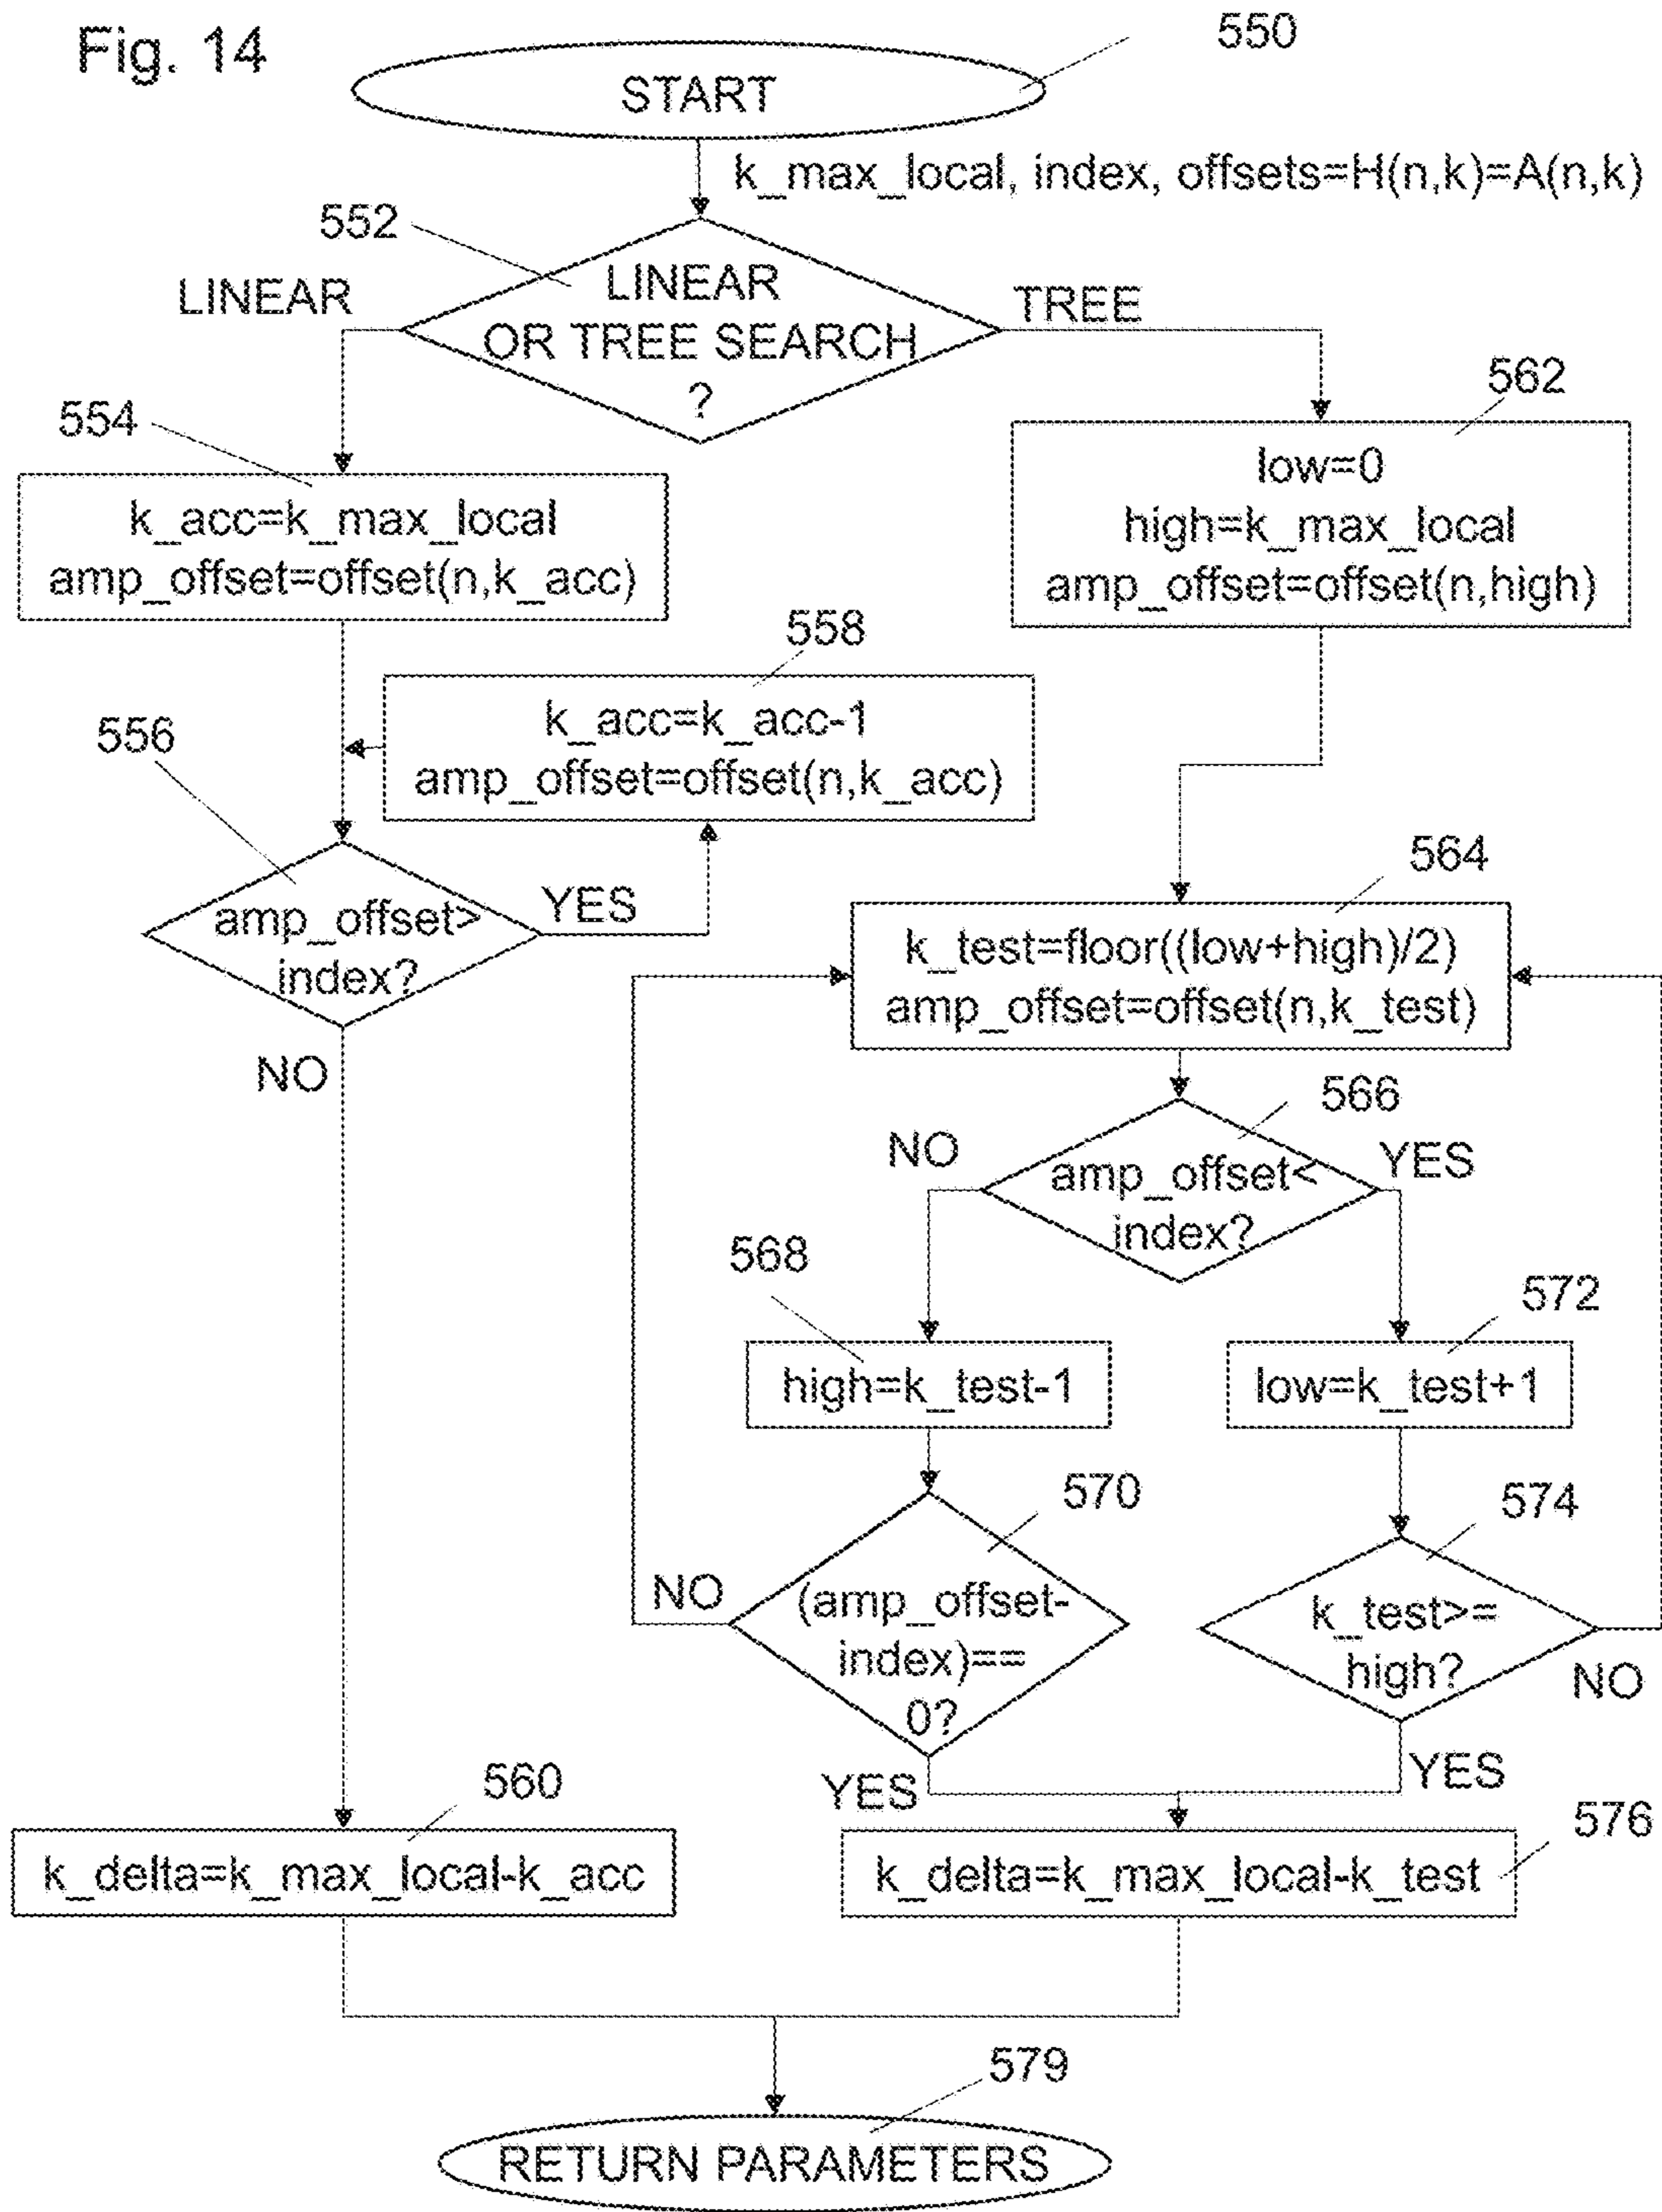 Fig. 14
550
START
k_max_local, index, offsets=H(n,k)=A(n,k)
552
LINEAR
LINEAR
OR TREE SEARCH
?
TREE
554
k_acc=k_max_local
amp_offset=offset(n,k_acc)
562
low=0
high=k_max_local
amp_offset=offset(n,high)
558
k_acc=k_acc-1
amp_offset=offset(n,k_acc)
556
amp_offset>
index?
YES
NO
564
k_test=floor((low+high)/2)
amp_offset=offset(n,k_test)
566
NO
amp_offset<
index?
YES
568
high=k_test-1
572
low=k_test+1
570
(amp_offset-
index)==
0?
NO
YES
574
k_test>=
high?
NO
YES
560
k_delta=k_max_local-k_acc
576
k_delta=k_max_local-k_test
579
RETURN PARAMETERS